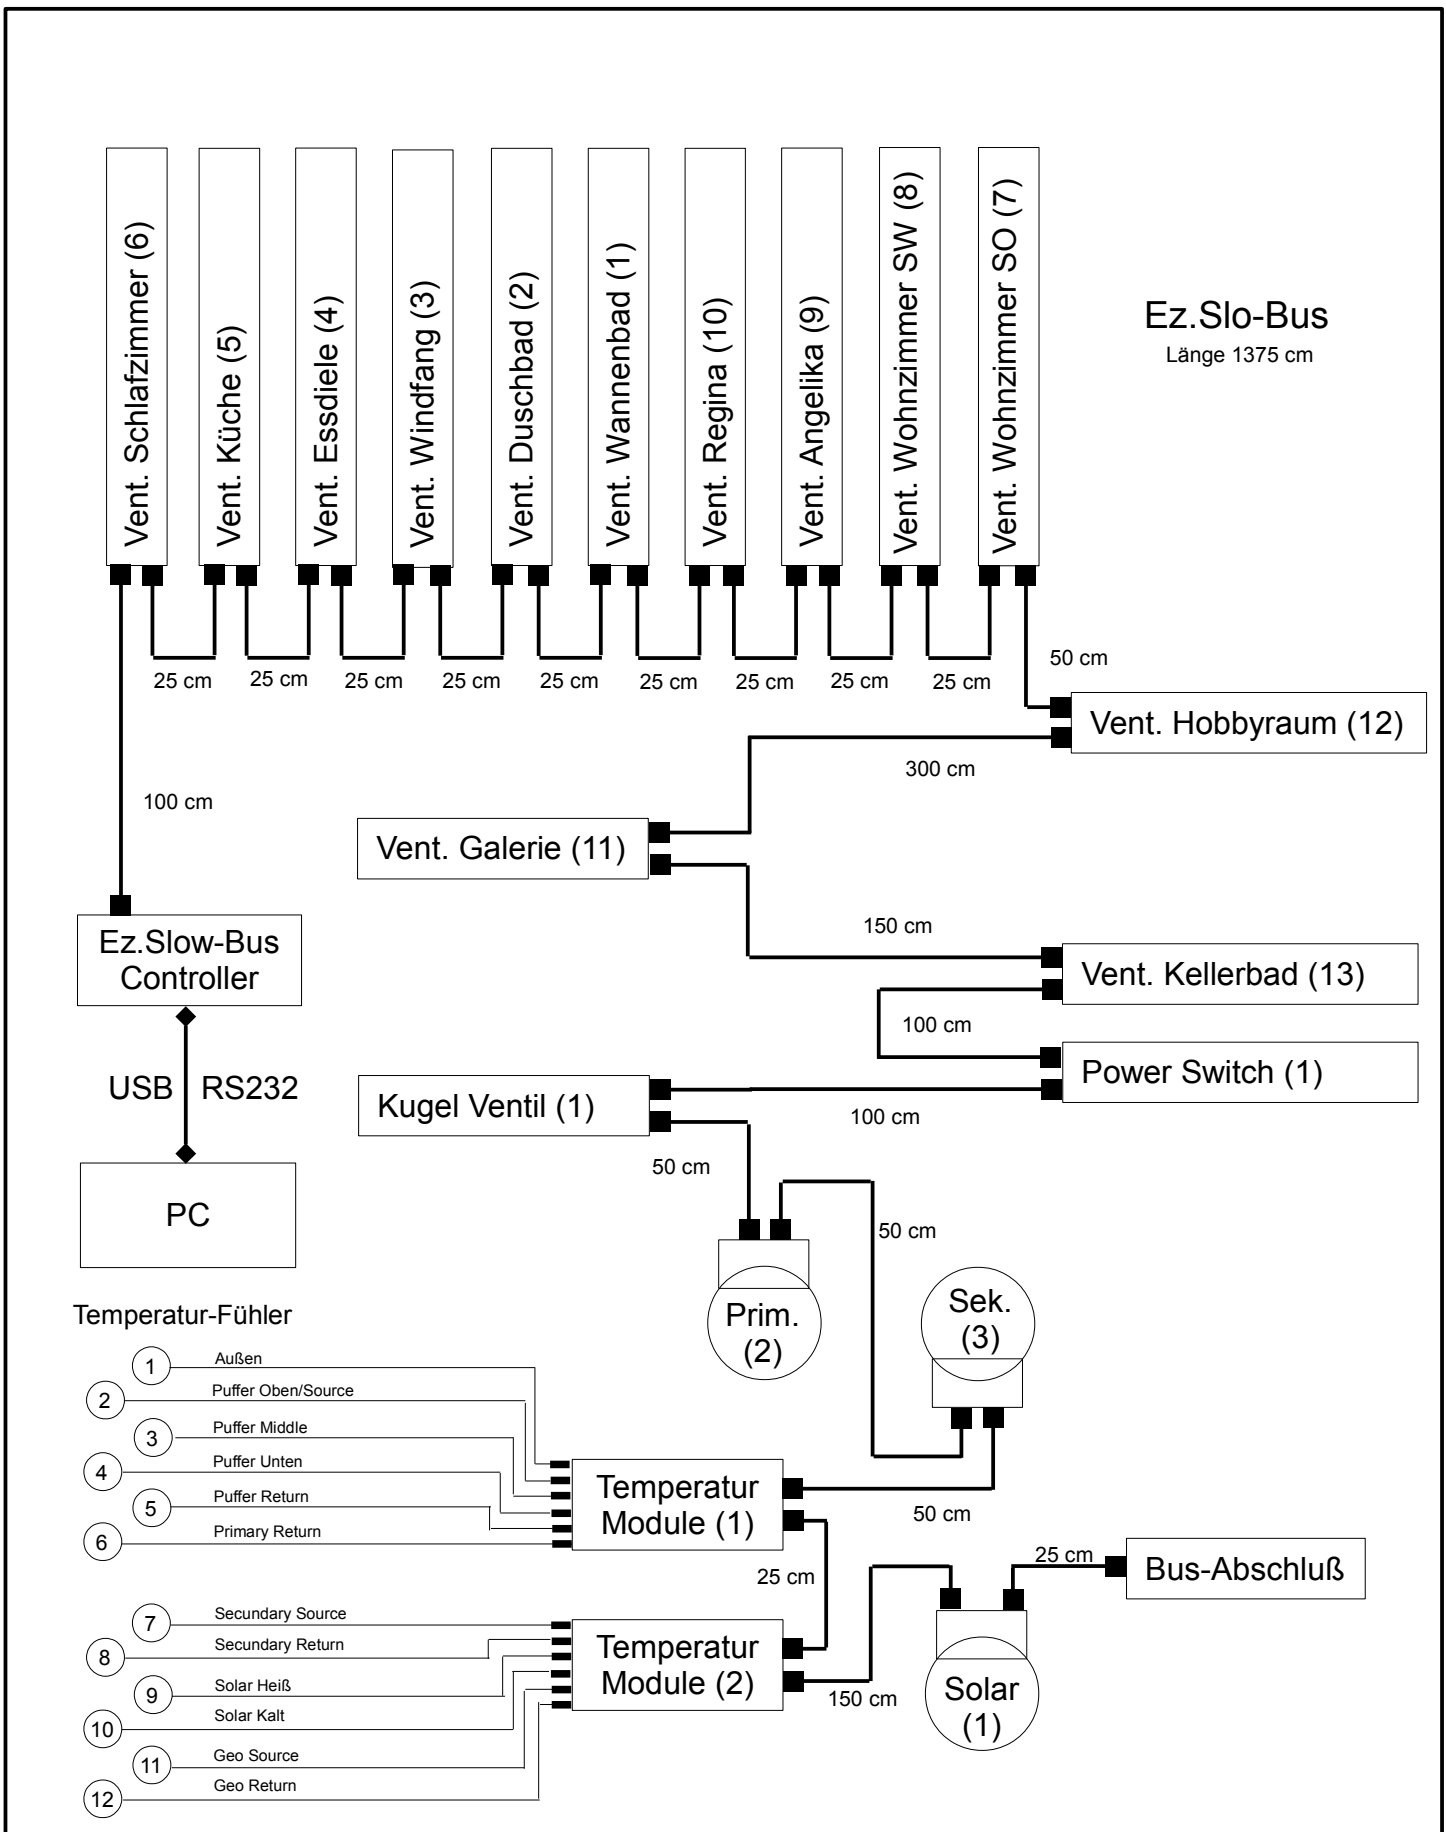 Vent. Schlafzimmer (6)
Vent. Küche (5)
Vent. Essdiele (4)
Vent. Windfang (3)
Vent. Duschbad (2)
Vent. Wannenbad (1)
Vent. Regina (10)
Vent. Angelika (9)
Vent. Wohnzimmer SW (8)
Vent. Wohnzimmer SO (7)
Ez.Slo-Bus
Länge 1375 cm
25 cm
25 cm
25 cm
25 cm
25 cm
25 cm
25 cm
25 cm
25 cm
50 cm
Vent. Hobbyraum (12)
300 cm
100 cm
Vent. Galerie (11)
150 cm
Ez.Slow-Bus
Controller
Vent. Kellerbad (13)
100 cm
Power Switch (1)
USB
RS232
Kugel Ventil (1)
100 cm
50 cm
PC
50 cm
Prim.
(2)
Sek.
(3)
Temperatur-Fühler
1 Außen
2 Puffer Oben/Source
3 Puffer Middle
4 Puffer Unten
5 Puffer Return
6 Primary Return
Temperatur
Module (1)
50 cm
25 cm
25 cm
Bus-Abschluß
7 Secundary Source
8 Secundary Return
9 Solar Heiß
10 Solar Kalt
11 Geo Source
12 Geo Return
Temperatur
Module (2)
150 cm
Solar
(1)